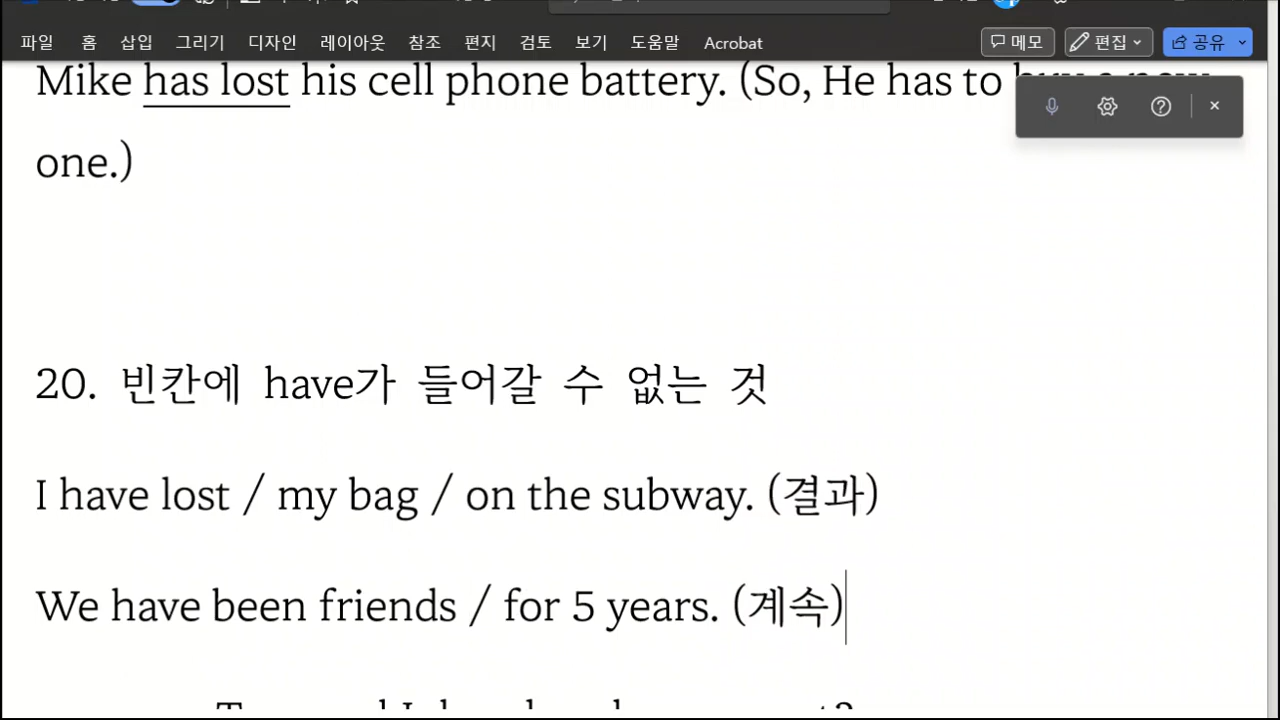 파일 홈 삽입 그리기 디자인 레이아웃 참조 편지 검토 보기 도움말 Acrobat 메모 편집 공유
Mike has lost his cell phone battery. (So, He has to
one.)
20. 빈칸에 have가 들어갈 수 없는 것
I have lost / my bag / on the subway. (결과)
We have been friends / for 5 years. (계속)